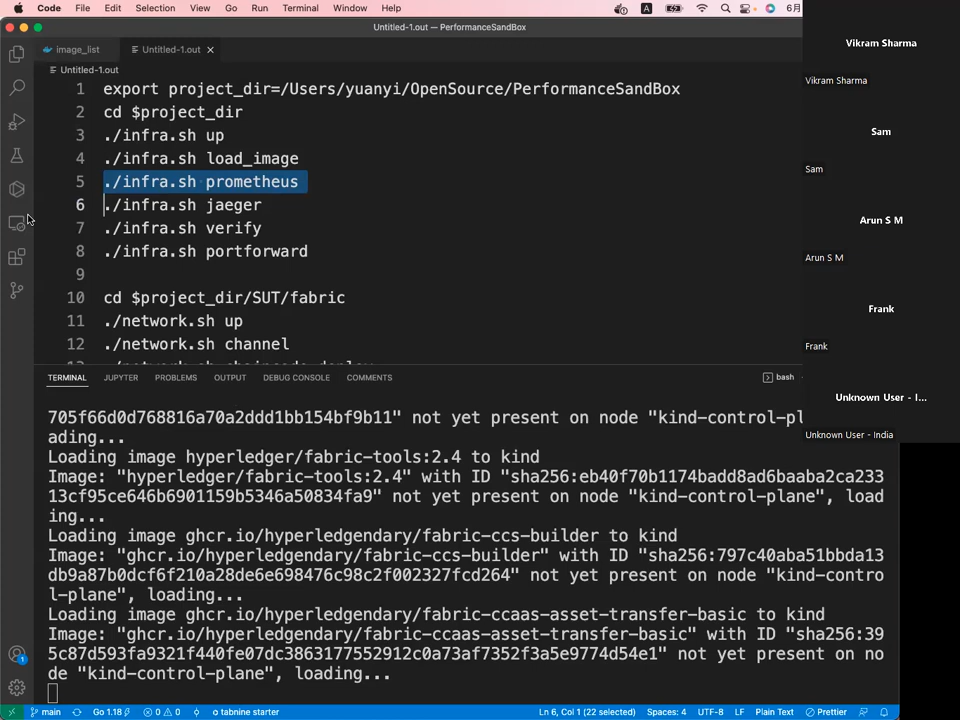 Code File Edit Selection View Go Run Terminal Window Help A 6月
Untitled-1.out — PerformanceSandBox
image_list Untitled-1.out
Untitled-1.out
1 export project_dir=/Users/yuanyi/OpenSource/PerformanceSandBox
2 cd $project_dir
3 ./infra.sh up
4 ./infra.sh load_image
5 ./infra.sh prometheus
6 ./infra.sh jaeger
7 ./infra.sh verify
8 ./infra.sh portforward
9
10 cd $project_dir/SUT/fabric
11 ./network.sh up
12 ./network.sh channel
TERMINAL JUPYTER PROBLEMS OUTPUT DEBUG CONSOLE COMMENTS bash
705f66d0d768816a70a2ddd1bb154bf9b11" not yet present on node "kind-control-pl
ading...
Loading image hyperledger/fabric-tools:2.4 to kind
Image: "hyperledger/fabric-tools:2.4" with ID "sha256:eb40f70b1174badd8ad6baaba2ca233
13cf95ce646b6901159b5346a50834fa9" not yet present on node "kind-control-plane", load
ing...
Loading image ghcr.io/hyperledgendary/fabric-ccs-builder to kind
Image: "ghcr.io/hyperledgendary/fabric-ccs-builder" with ID "sha256:797c40aba51bbda13
db9a87b0dcf6f210a28de6e698476c98c2f002327fcd264" not yet present on node "kind-contro
l-plane", loading...
Loading image ghcr.io/hyperledgendary/fabric-ccaas-asset-transfer-basic to kind
Image: "ghcr.io/hyperledgendary/fabric-ccaas-asset-transfer-basic" with ID "sha256:39
5c87d593fa9321f440fe07dc3863177552912c0a73af7352f3a5e9774d54e1" not yet present on no
de "kind-control-plane", loading...
1
main Go 1.18 0 0 tabnine starter Ln 6, Col 1 (22 selected) Spaces: 4 UTF-8 LF Plain Text Prettier
Vikram Sharma
Vikram Sharma
Sam
Sam
Arun S M
Arun S M
Frank
Frank
Unknown User - I...
Unknown User - India